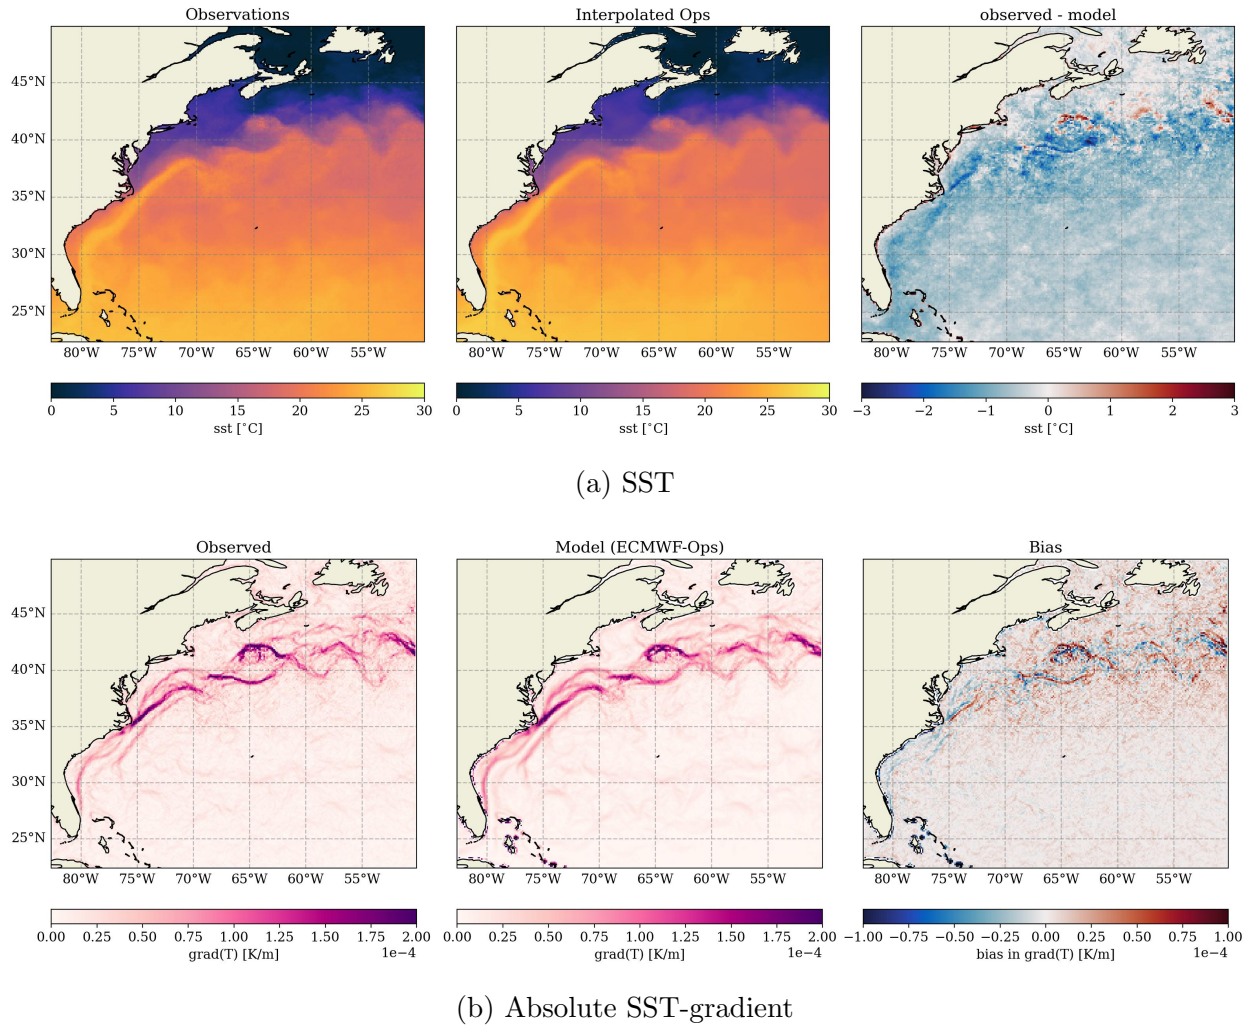 Observations Interpolated Ops observed - model
45°N
40°N
35°N
30°N
25°N
80°W 75°W 70°W 65°W 60°W 55°W 80°W 75°W 70°W 65°W 60°W 55°W 80°W 75°W 70°W 65°W 60°W 55°W
0 5 10 15 20 25 30 0 5 10 15 20 25 30 −3 −2 −1 0 1 2 3
sst [°C] sst [°C] sst [°C]
(a) SST
Observed Model (ECMWF-Ops) Bias
45°N
40°N
35°N
30°N
25°N
80°W 75°W 70°W 65°W 60°W 55°W 80°W 75°W 70°W 65°W 60°W 55°W 80°W 75°W 70°W 65°W 60°W 55°W
0.00 0.25 0.50 0.75 1.00 1.25 1.50 1.75 2.00 0.00 0.25 0.50 0.75 1.00 1.25 1.50 1.75 2.00 −1.00 −0.75 −0.50 −0.25 0.00 0.25 0.50 0.75 1.00
grad(T) [K/m] 1e−4 grad(T) [K/m] 1e−4 bias in grad(T) [K/m] 1e−4
(b) Absolute SST-gradient